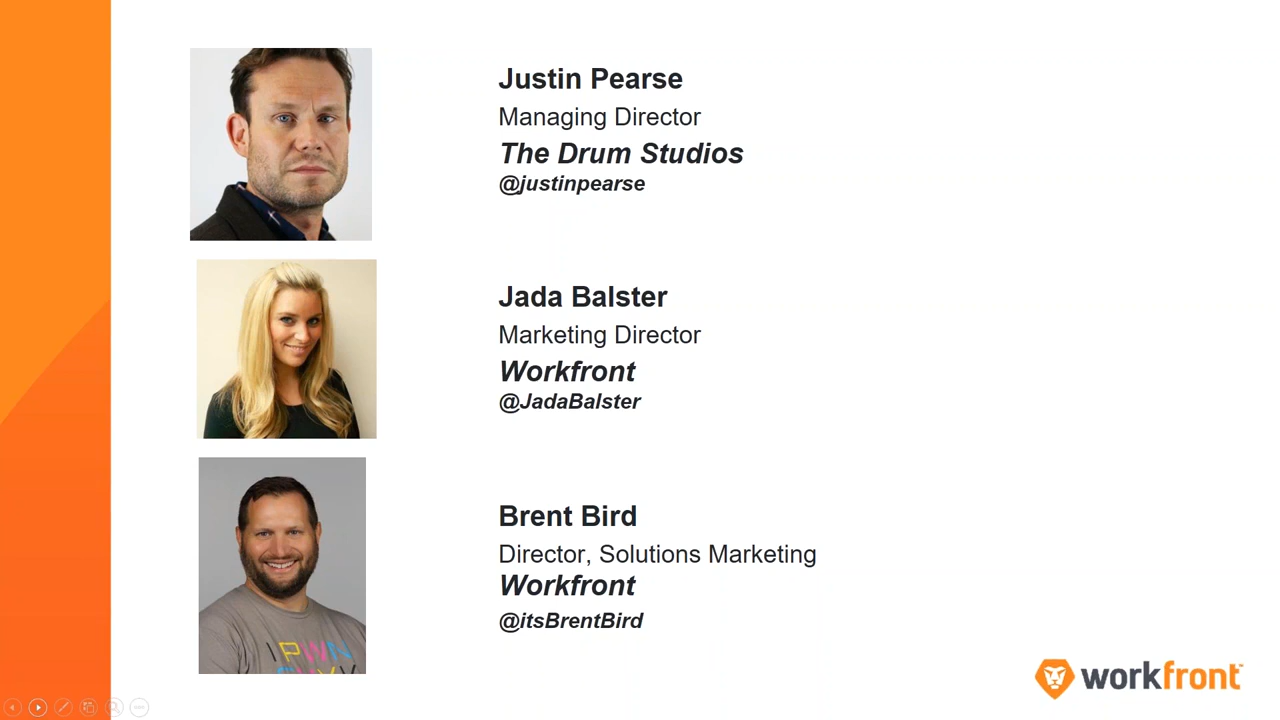 Justin Pearse
Managing Director
The Drum Studios
@justinpearse
Jada Balster
Marketing Director
Workfront
@JadaBalster
Brent Bird
Director, Solutions Marketing
Workfront
@itsBrentBird
I PWN
workfront